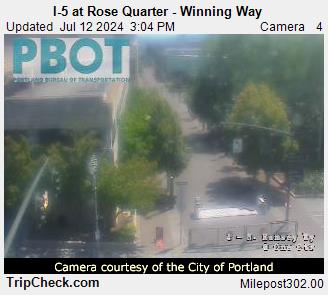 I-5 at Rose Quarter - Winning Way
Updated Jul 12 2024 3:04 PM Camera 4
PBOT
PORTLAND BUREAU OF TRANSPORTATION
Ramsay
Camera courtesy of the City of Portland
TripCheck.com Milepost302.00